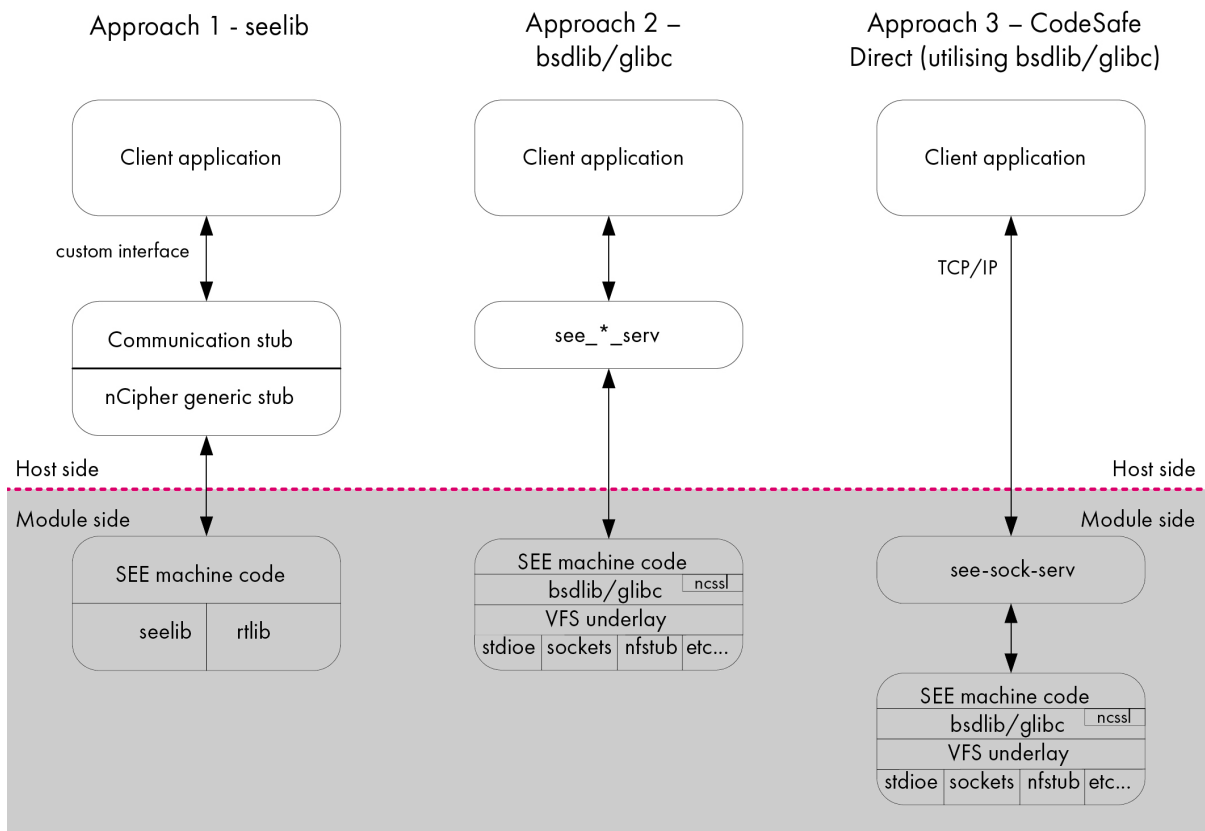 Approach 1 - seelib
Approach 2 –
bsdlib/glibc
Approach 3 – CodeSafe
Direct (utilising bsdlib/glibc)
Client application
Client application
Client application
custom interface
TCP/IP
Communication stub
nCipher generic stub
see_*_serv
Host side
Host side
Module side
Module side
SEE machine code
seelib
rtlib
SEE machine code
bsdlib/glibc
ncssl
VFS underlay
stdioe
sockets
nfstub
etc...
see-sock-serv
SEE machine code
bsdlib/glibc
ncssl
VFS underlay
stdioe
sockets
nfstub
etc...